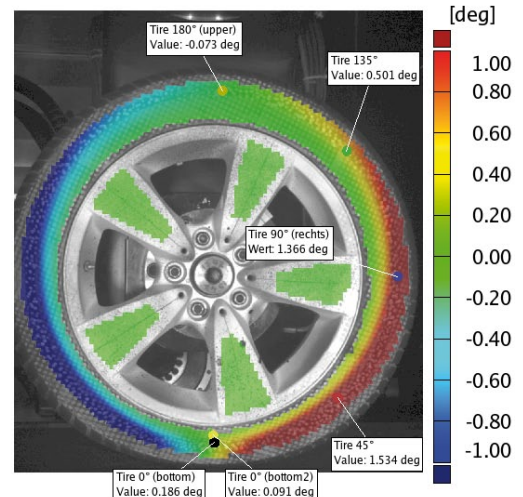 [deg]
Tire 180° (upper)
Value: -0.073 deg
Tire 135°
Value: 0.501 deg
1.00
0.60
0.40
0.20
0.00
-0.20
-0.40
-0.60
-0.80
-1.00
Tire 90° (rechts)
Wert: 1.366 deg
Tire 45°
Value: 1.534 deg
Tire 0° (bottom)
Value: 0.186 deg
Tire 0° (bottom2)
Value: 0.091 deg